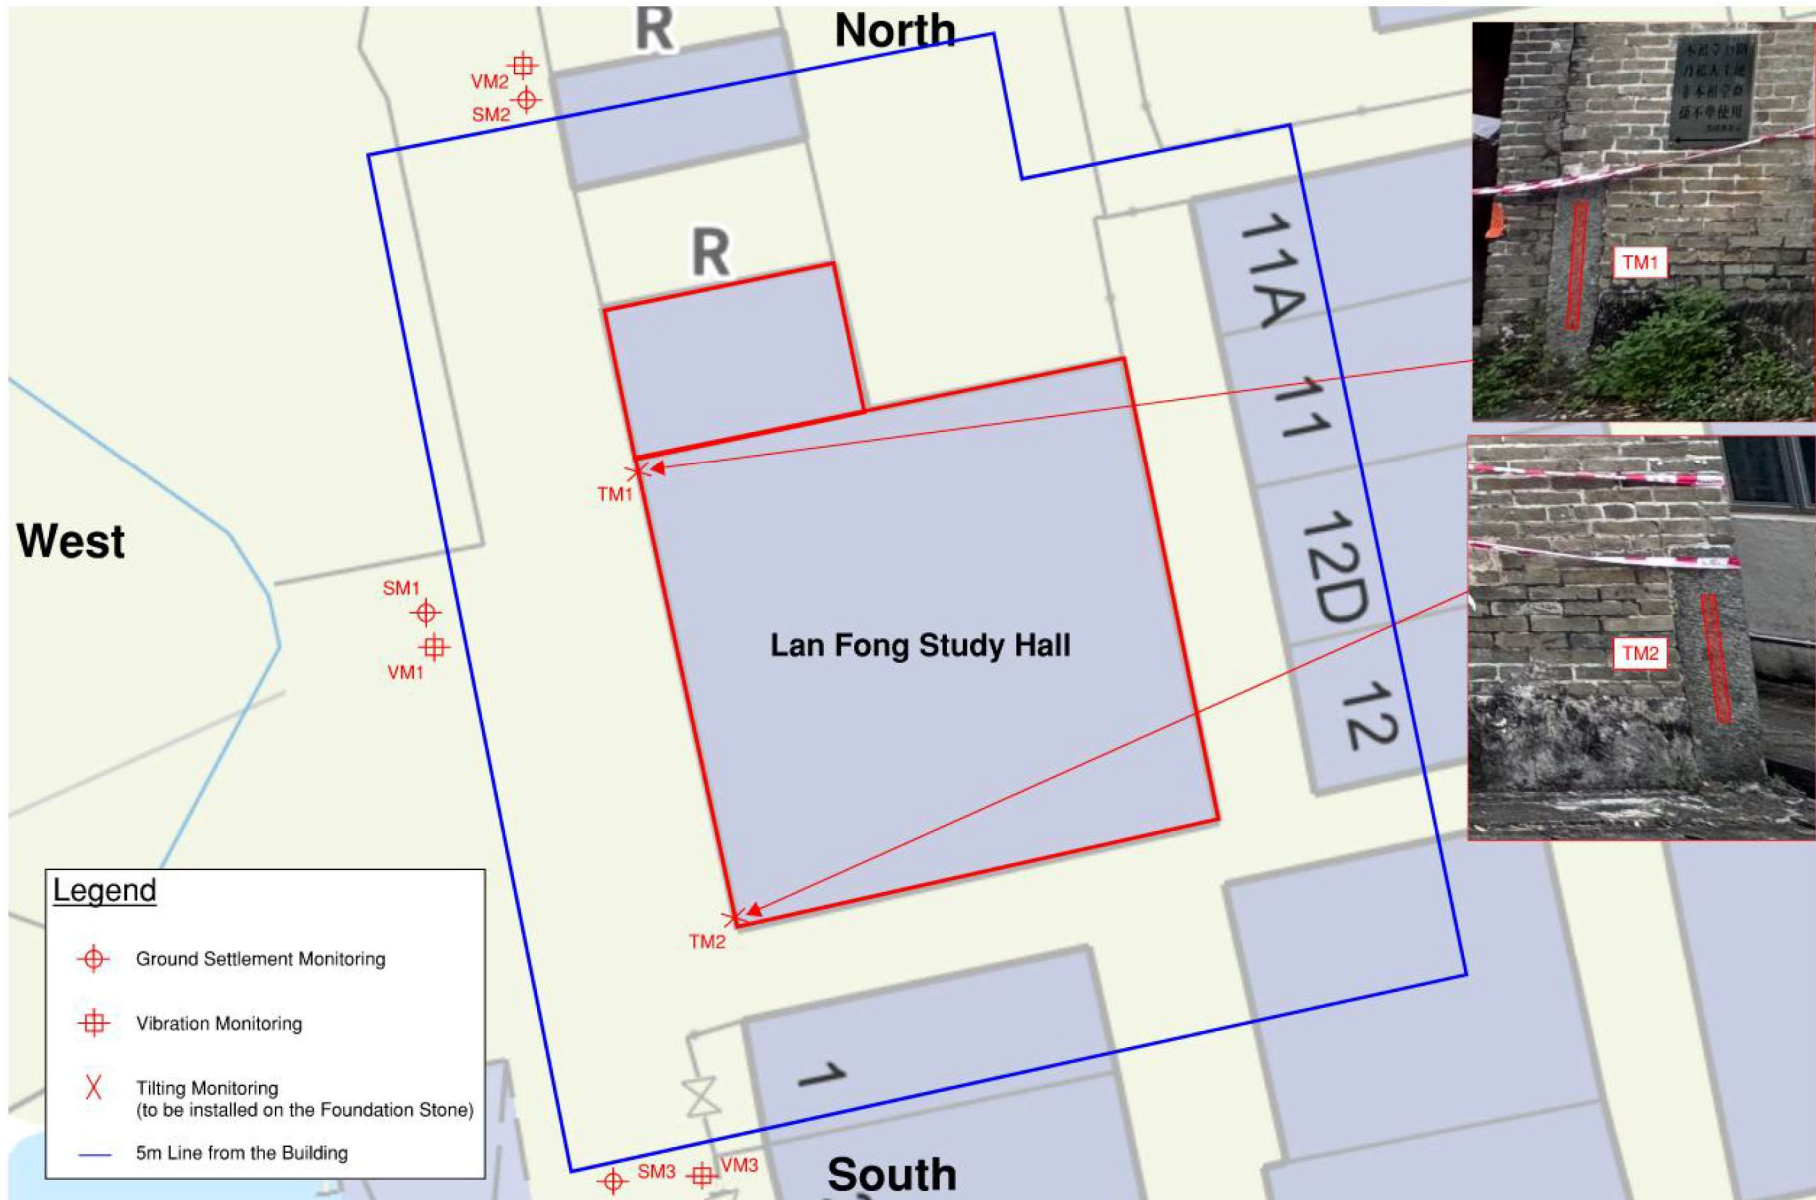 R
North
VM2
SM2
R
11A
11
12D
12
TM1
TM1
West
SM1
VM1
Lan Fong Study Hall
TM2
TM2
1
SM3
VM3
South
Legend
Ground Settlement Monitoring
Vibration Monitoring
Tilting Monitoring
(to be installed on the Foundation Stone)
5m Line from the Building